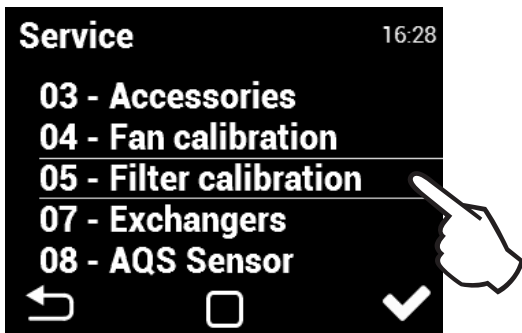 Service 16:28
03 - Accessories
04 - Fan calibration
05 - Filter calibration
07 - Exchangers
08 - AQS Sensor